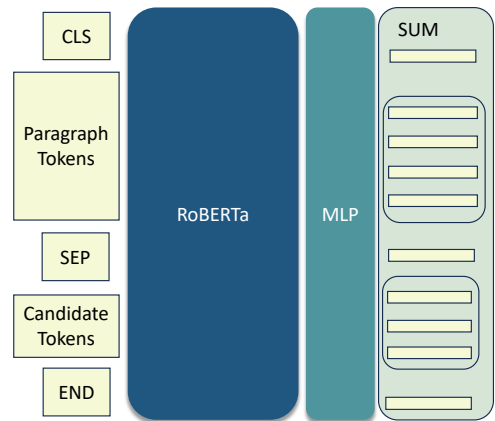 CLS
Paragraph
Tokens
SEP
Candidate
Tokens
END
RoBERTa
MLP
SUM